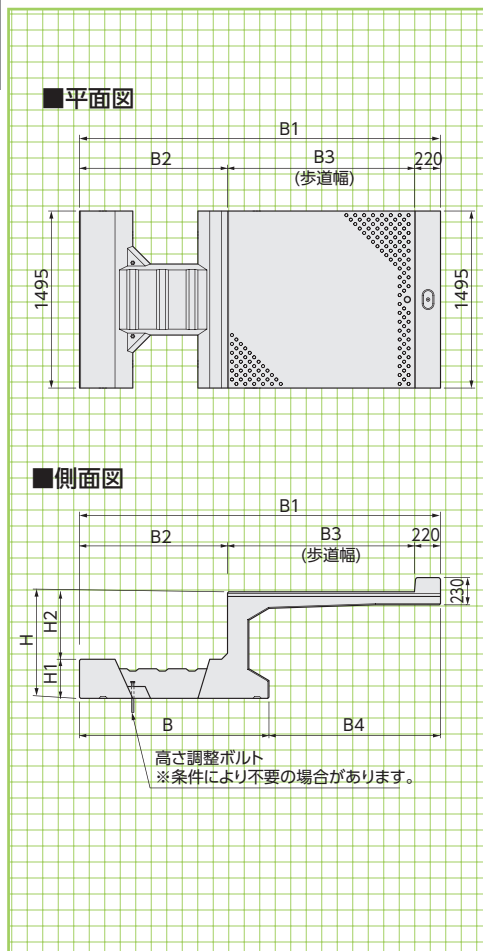 ■平面図
B1
B2
B3
(歩道幅)
220
1495
1495
■側面図
B1
B2
B3
(歩道幅)
220
230
H
H2
H1
B
B4
高さ調整ボルト
※条件により不要の場合があります。